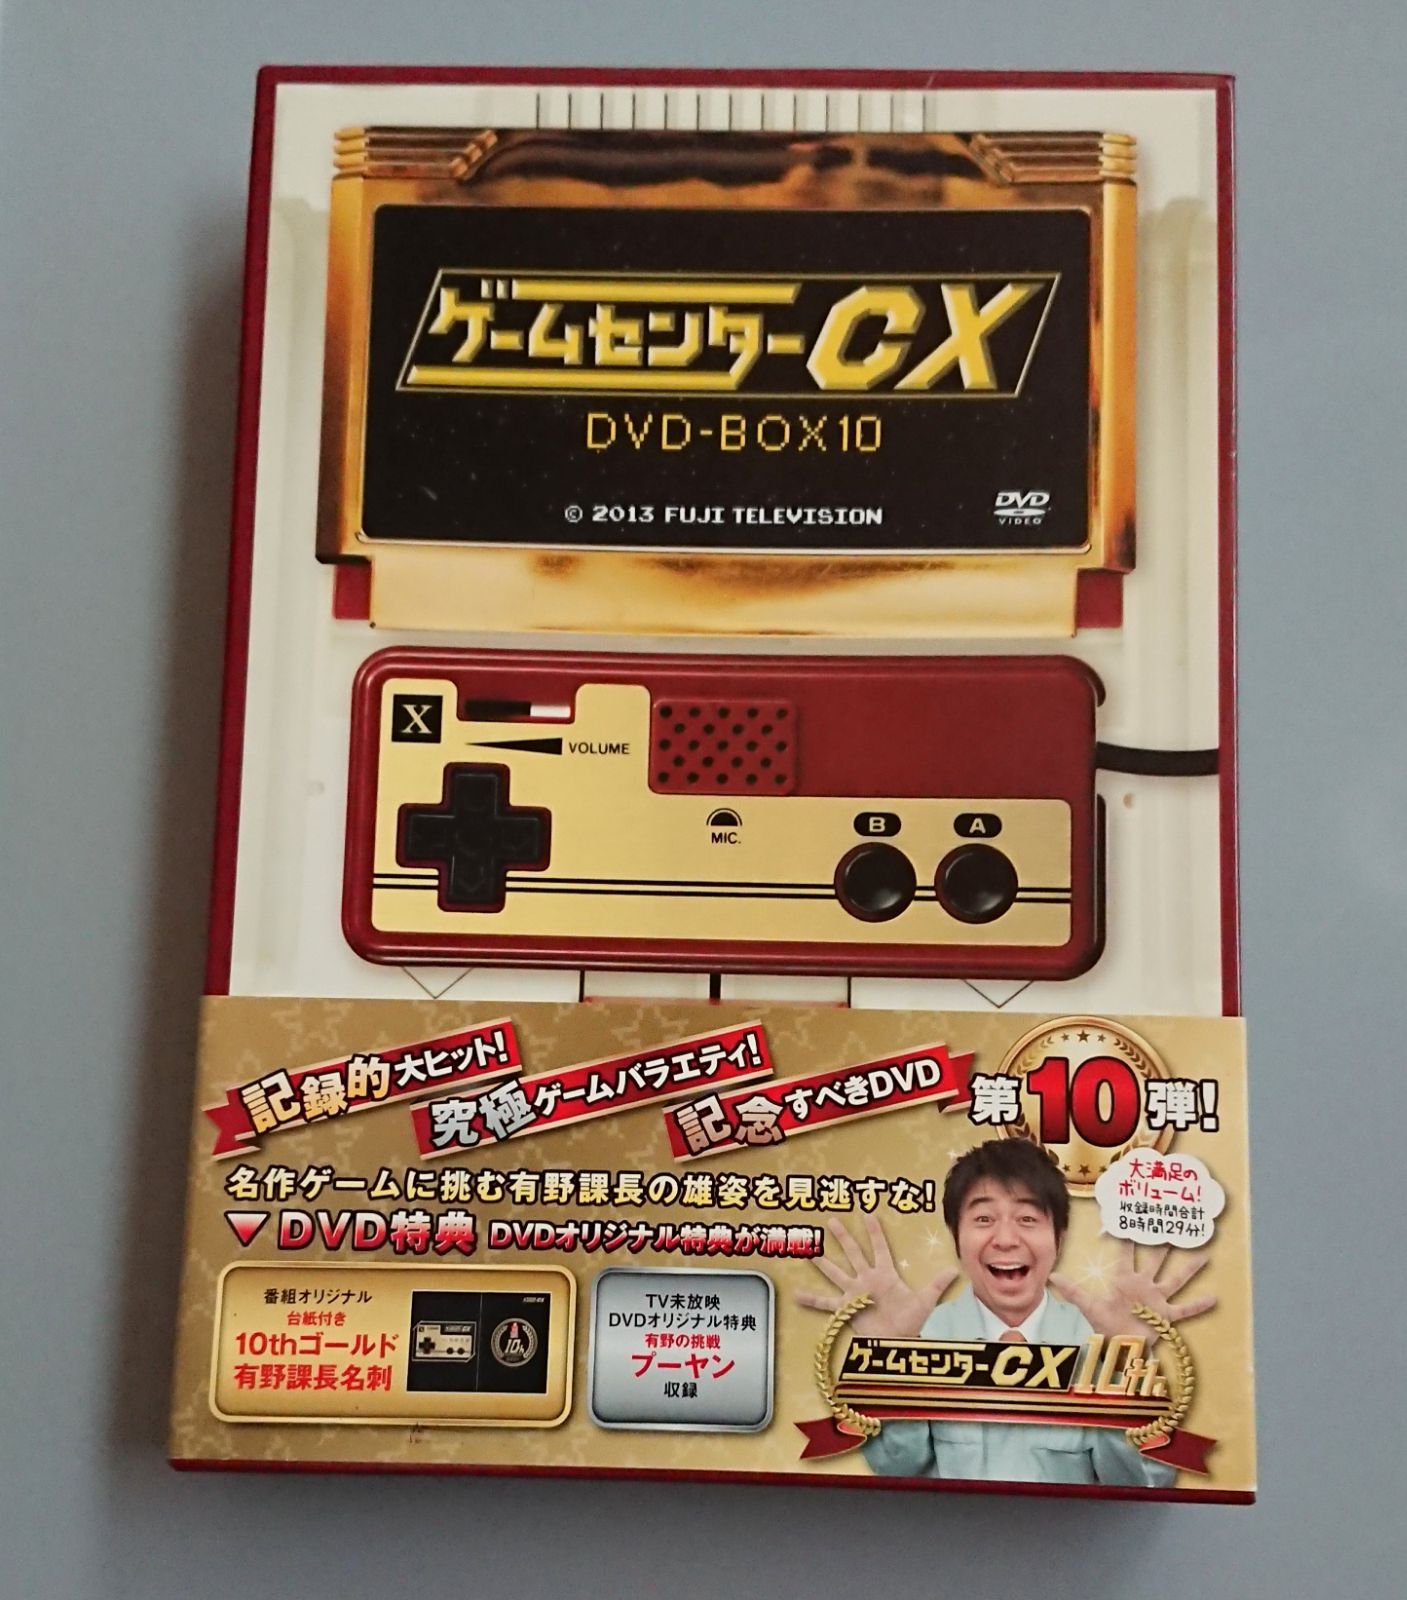 ゲームセンターCX
DVD-BOX10
© 2013 FUJI TELEVISION
DVD
VIDEO
X
VOLUME
MIC.
B
A
記録的大ヒット!
究極ゲームバラエティ!
記念すべきDVD
第10弾!
名作ゲームに挑む有野課長の雄姿を見逃すな!
▼DVD特典 DVDオリジナル特典が満載!
大満足の
ボリューム!
収録時間合計
8時間29分!
番組オリジナル
台紙付き
10thゴールド
有野課長名刺
TV未放映
DVDオリジナル特典
有野の挑戦
プーヤン
収録
ゲームセンターCX 10th